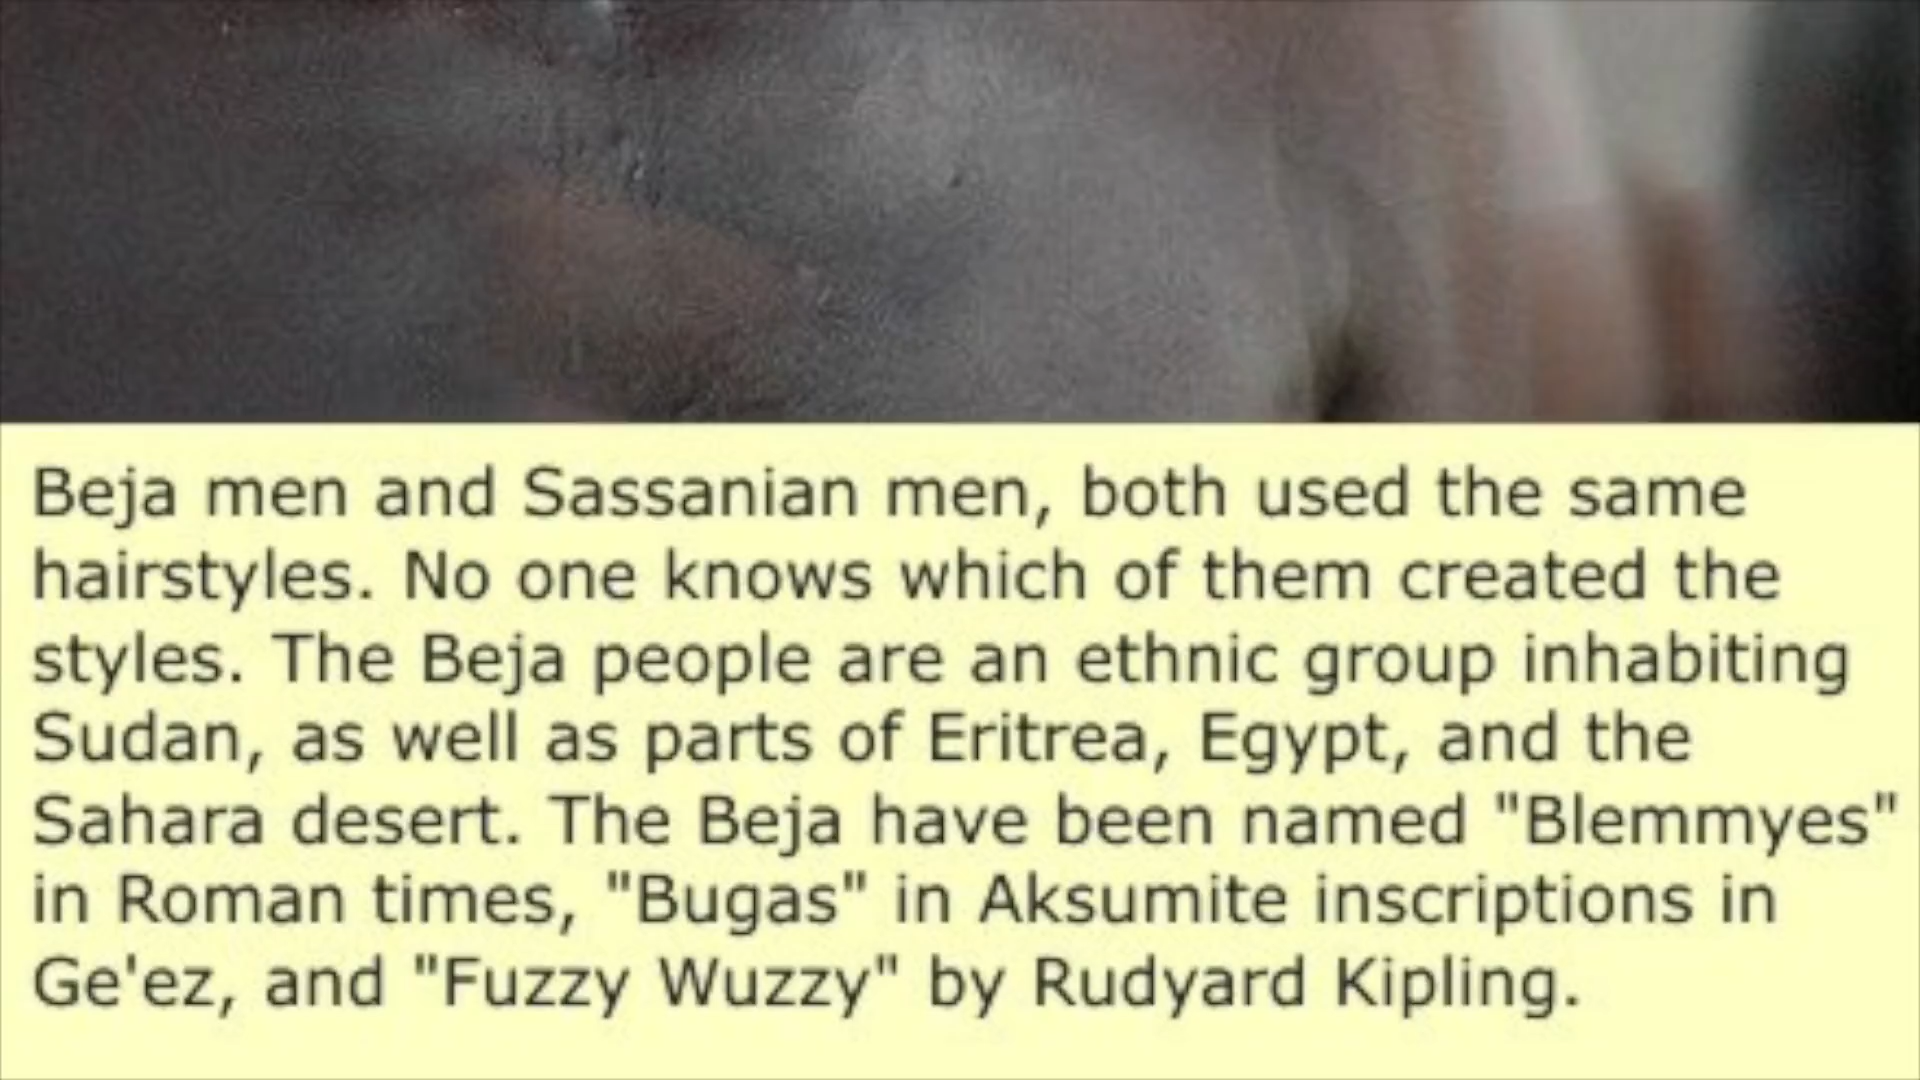 Beja men and Sassanian men, both used the same
hairstyles. No one knows which of them created the
styles. The Beja people are an ethnic group inhabiting
Sudan, as well as parts of Eritrea, Egypt, and the
Sahara desert. The Beja have been named "Blemmyes"
in Roman times, "Bugas" in Aksumite inscriptions in
Ge'ez, and "Fuzzy Wuzzy" by Rudyard Kipling.